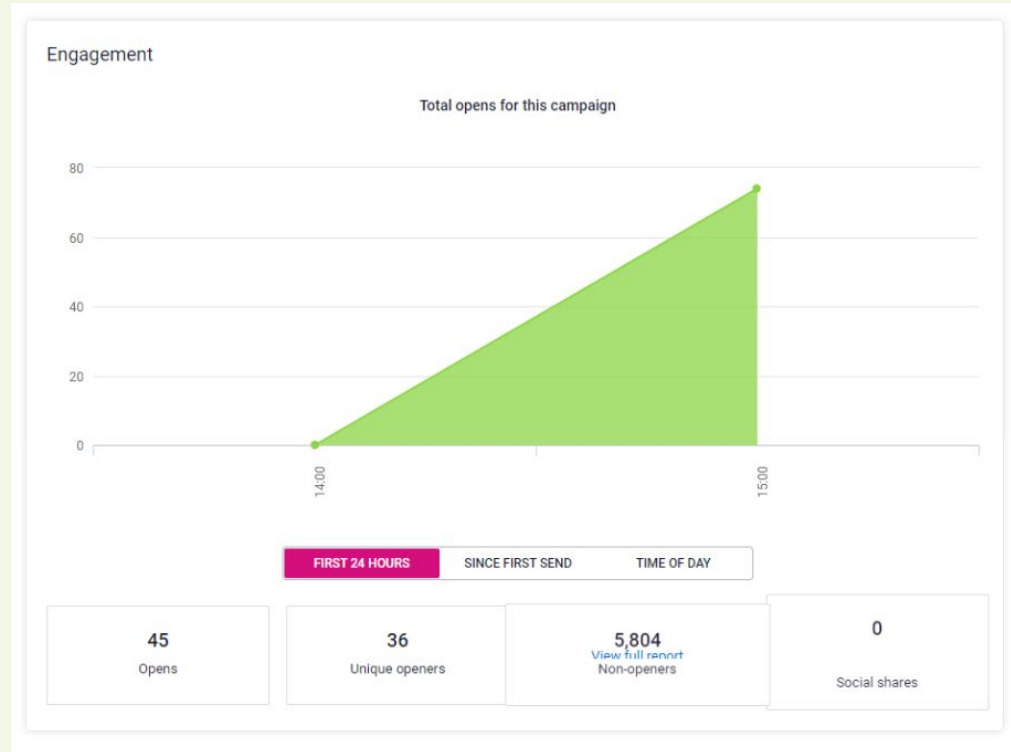 Engagement
Total opens for this campaign
80
60
40
20
0
14:00
15:00
FIRST 24 HOURS SINCE FIRST SEND TIME OF DAY
45
Opens
36
Unique openers
5,804
View full report
Non-openers
0
Social shares